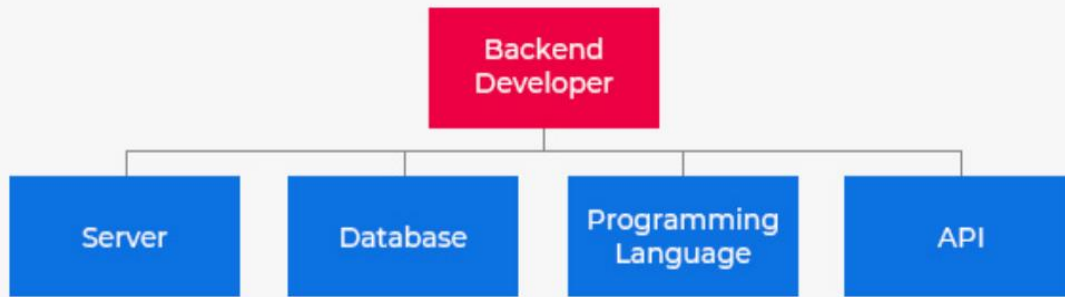 Backend
Developer
Server
Database
Programming
Language
API